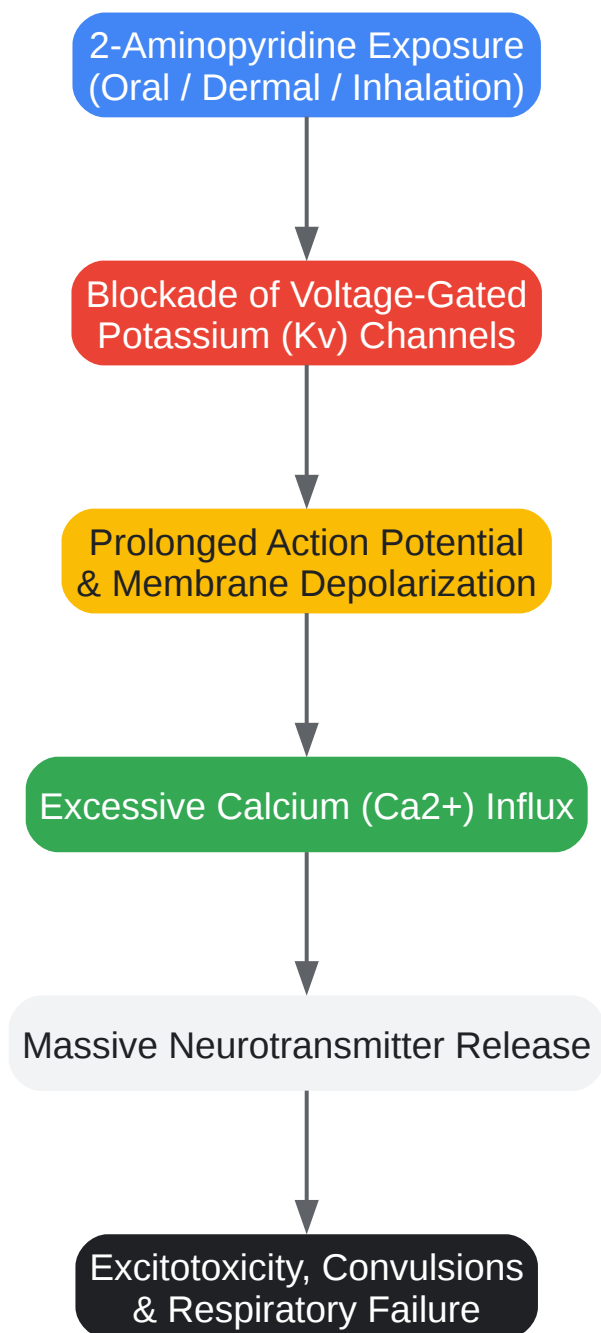 2-Aminopyridine Exposure
(Oral / Dermal / Inhalation)
Blockade of Voltage-Gated
Potassium (Kv) Channels
Prolonged Action Potential
& Membrane Depolarization
Excessive Calcium (Ca2+) Influx
Massive Neurotransmitter Release
Excitotoxicity, Convulsions
& Respiratory Failure